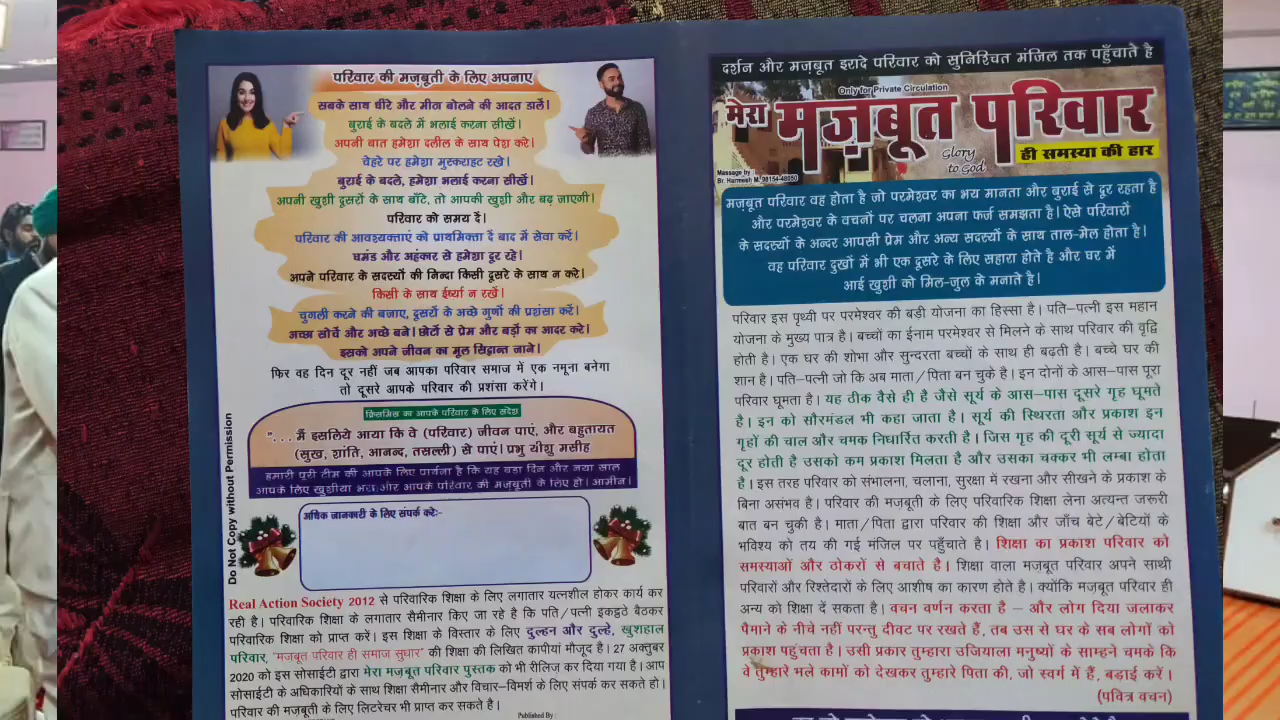 परिवार की मज़बूती के लिए अपनाए
सबके साथ धीरे और मीठा बोलने की आदत डालें।
बुराई के बदले में भलाई करना सीखें।
अपनी बात हमेशा दलील के साथ पेश करे।
चेहरे पर हमेशा मुस्कराहट रखे।
बुराई के बदले, हमेशा भलाई करना सीखें।
अपनी खुशी दूसरों के साथ बाँटे, तो आपकी खुशी और बढ़ जाएगी।
परिवार को समय दें।
परिवार की आवश्यक्ताएं को प्राथमिक्ता दें बाद में सेवा करें।
घमंड और अहंकार से हमेशा दूर रहे।
अपने परिवार के सदस्यों की निन्दा किसी दूसरे के साथ न करे।
किसी के साथ ईर्ष्या न रखें।
चुगली करने की बजाए, दूसरों के अच्छे गुणों की प्रशंसा करें।
अच्छा सोचें और अच्छे बने। छोटों से प्रेम और बड़ों का आदर करे।
इसको अपने जीवन का मूल सिद्वान्त जाने।
फिर वह दिन दूर नहीं जब आपका परिवार समाज में एक नमूना बनेगा
तो दूसरे आपके परिवार की प्रशंसा करेंगे।
क्रिसमिस का आपके परिवार के लिए संदेश
"...मैं इसलिये आया कि वे (परिवार) जीवन पाएं, और बहुतायत
(सुख, शांति, आनन्द, तसल्ली) से पाएं। प्रभु यीशु मसीह
हमारी पूरी टीम की आपके लिए प्रार्थना है कि यह बड़ा दिन और नया साल
आपके लिए खुशीया भरा और आपके परिवार की मजबूती के लिए हो। आमीन।
Do Not Copy without Permission
अधिक जानकारी के लिए संपर्क करे:-
Real Action Society 2012 से परिवारिक शिक्षा के लिए लगातार यत्नशील होकर कार्य कर
रही है। परिवारिक शिक्षा के लगातार सैमीनार किए जा रहे है कि पति/पत्नी इकट्ठठे बैठकर
परिवारिक शिक्षा को प्राप्त करें। इस शिक्षा के विस्तार के लिए दुल्हन और दुल्हे, खुशहाल
परिवार, "मजबूत परिवार ही समाज सुधार" की शिक्षा की लिखित कापीयां मौजूद है। 27 अक्तूबर
2020 को इस सोसाईटी द्वारा मेरा मजबूत परिवार पुस्तक को भी रीलिज कर दिया गया है। आप
सोसाईटी के अधिकारियों के साथ शिक्षा सैमीनार और विचार–विमर्श के लिए संपर्क कर सकते हो।
परिवार की मजबूती के लिए लिटरेचर भी प्राप्त कर सकते है।
Published By :
दर्शन और मज़बूत इरादे परिवार को सुनिश्चित मंजिल तक पहुँचाते है
Only for Private Circulation
मेरा मज़बूत परिवार
Glory
to God
ही समस्या की हार
Massage by :
Br. Harmesh M. 98154-48050
मज़बूत परिवार वह होता है जो परमेश्वर का भय मानता और बुराई से दूर रहता है
और परमेश्वर के वचनों पर चलना अपना फर्ज समझता है। ऐसे परिवारों
के सदस्यों के अन्दर आपसी प्रेम और अन्य सदस्यों के साथ ताल-मेल होता है।
वह परिवार दुखों में भी एक दूसरे के लिए सहारा होते है और घर में
आई खुशी को मिल-जुल के मनाते है।
परिवार इस पृथ्वी पर परमेश्वर की बडी योजना का हिस्सा है। पति-पत्नी इस महान
योजना के मुख्य पात्र है। बच्चों का ईनाम परमेश्वर से मिलने के साथ परिवार की वृद्वि
होती है। एक घर की शोभा और सुन्दरता बच्चों के साथ ही बढ़ती है। बच्चे घर की
शान है। पति-पत्नी जो कि अब माता/पिता बन चुके है। इन दोनों के आस-पास पूरा
परिवार घूमता है। यह ठीक वैसे ही है जैसे सूर्य के आस-पास दूसरे गृह घूमते
है। इन को सौरमडल भी कहा जाता है। सूर्य की स्थिरता और प्रकाश इन
गृहों की चाल और चमक निर्धारित करती है। जिस गृह की दूरी सूर्य से ज्यादा
दूर होती है उसको कम प्रकाश मिलता है और उसका चक्कर भी लम्बा होता
है। इस तरह परिवार को संभालना, चलाना, सुरक्षा में रखना और सीखने के प्रकाश के
बिना असंभव है। परिवार की मजबूती के लिए परिवारिक शिक्षा लेना अत्यन्त जरुरी
बात बन चुकी है। माता/पिता द्वारा परिवार की शिक्षा और जाँच बेटे/बेटियों के
भविश्य को तय की गई मंजिल पर पहुँचाते है। शिक्षा का प्रकाश परिवार को
समस्याओं और ठोकरों से बचाते है। शिक्षा वाला मज़बूत परिवार अपने साथी
परिवारों और रिश्तेदारों के लिए आशीष का कारण होते है। क्योंकि मजबूत परिवार ही
अन्य को शिक्षा दें सकता है। वचन वर्णन करता है – और लोग दिया जलाकर
पैमाने के नीचे नहीं परन्तु दीवट पर रखते हैं, तब उस से घर के सब लोगों को
प्रकाश पहुंचता है। उसी प्रकार तुम्हारा उजियाला मनुष्यों के साम्हने चमके कि
वे तुम्हारे भले कामों को देखकर तुम्हारे पिता की, जो स्वर्ग में हैं, बड़ाई करें।
(पवित्र वचन)